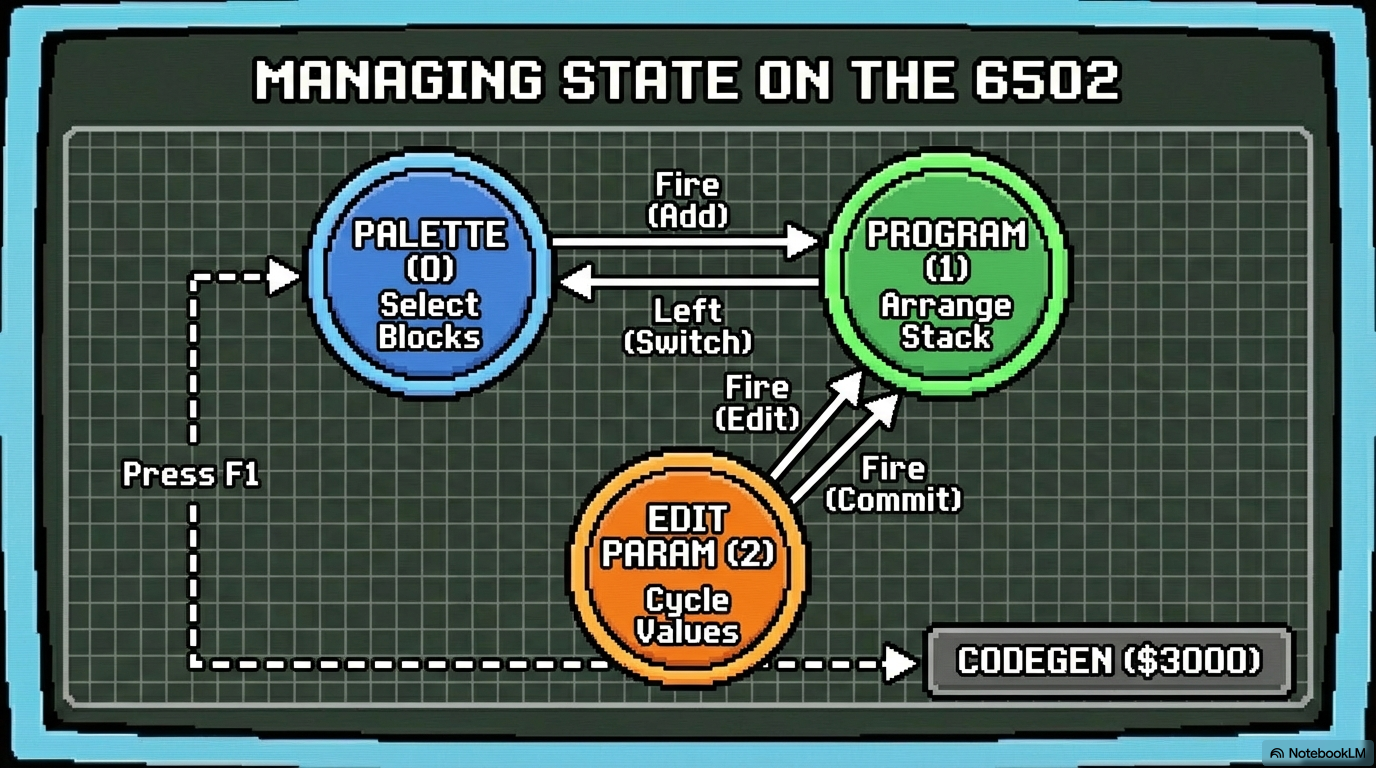 MANAGING STATE ON THE 6502
PALETTE
(0)
Select
Blocks
Fire
(Add)
Left
(Switch)
PROGRAM
(1)
Arrange
Stack
Fire
(Edit)
Fire
(Commit)
Press F1
EDIT
PARAM (2)
Cycle
Values
CODEGEN ($3000)
NotebookLM